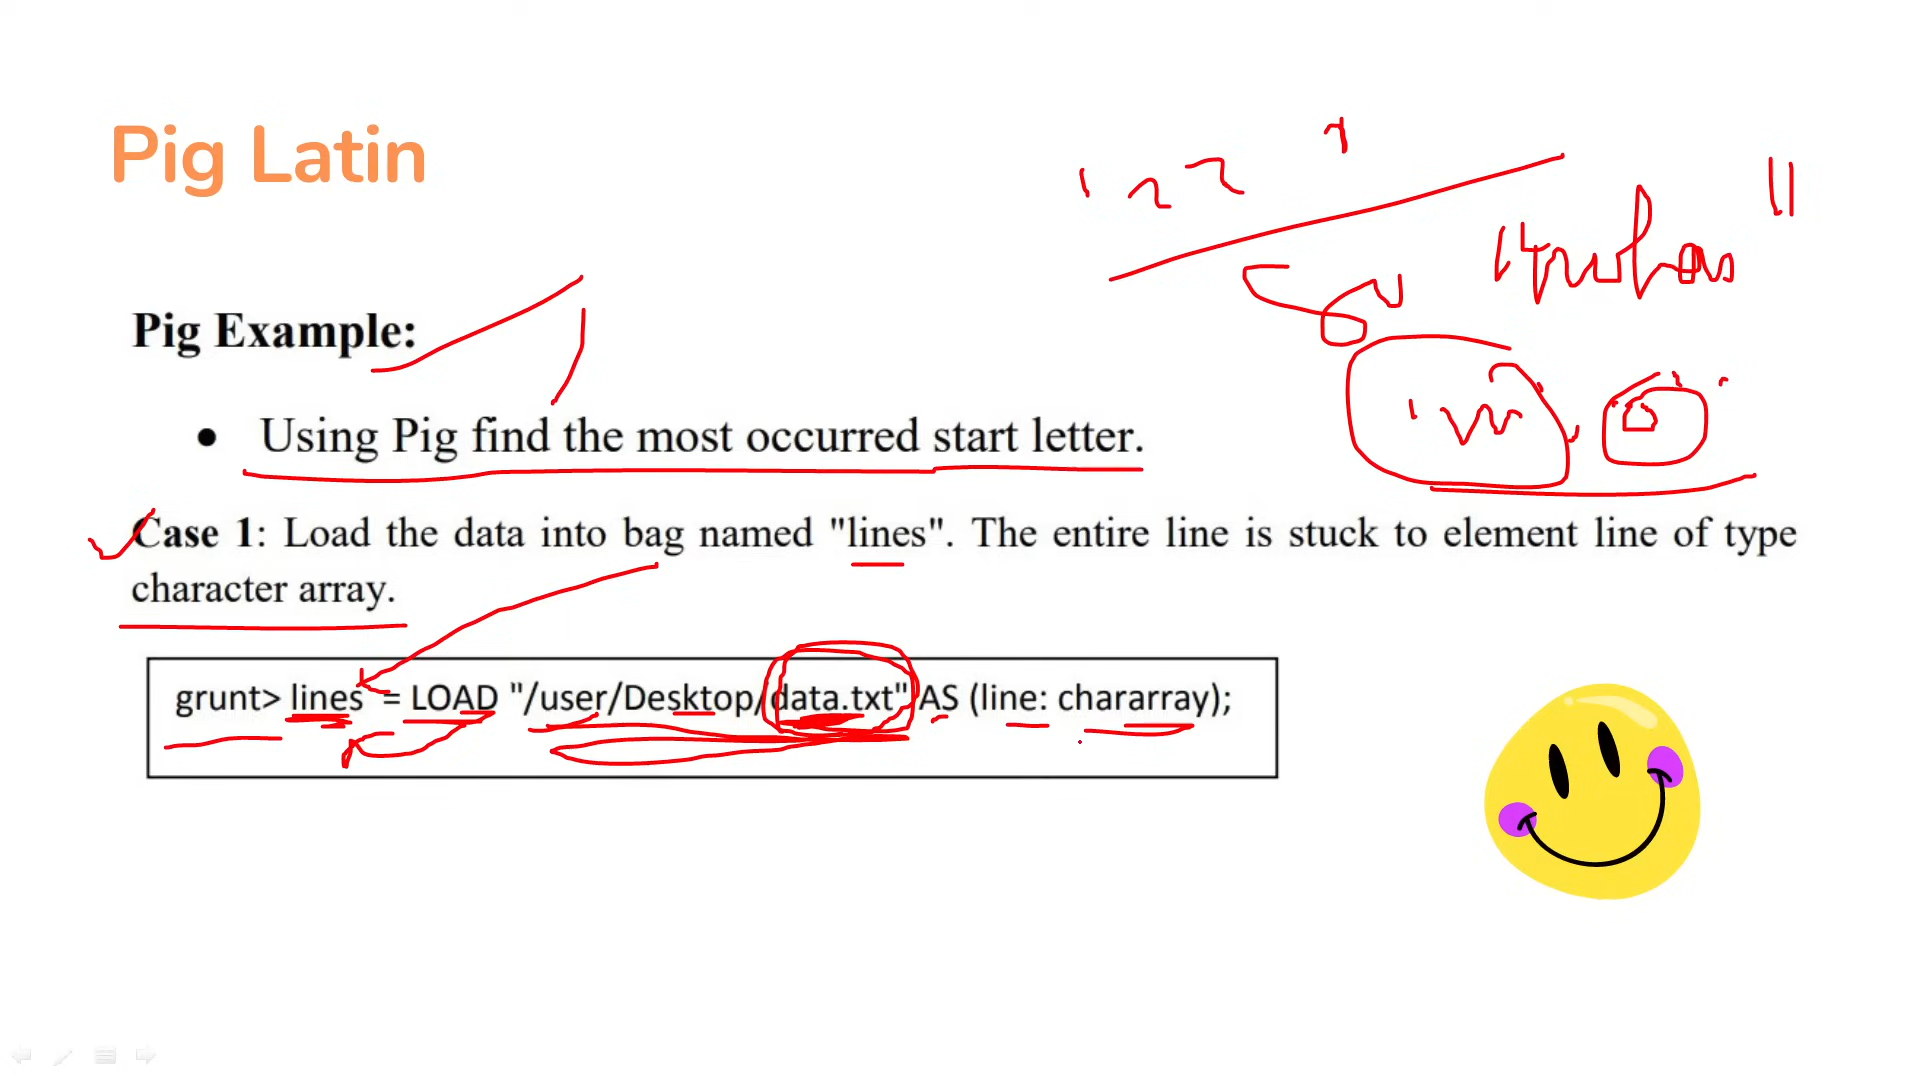 Pig Latin
Pig Example:
• Using Pig find the most occurred start letter.
Case 1: Load the data into bag named "lines". The entire line is stuck to element line of type
character array.
grunt> lines = LOAD "/user/Desktop/data.txt" AS (line: chararray);